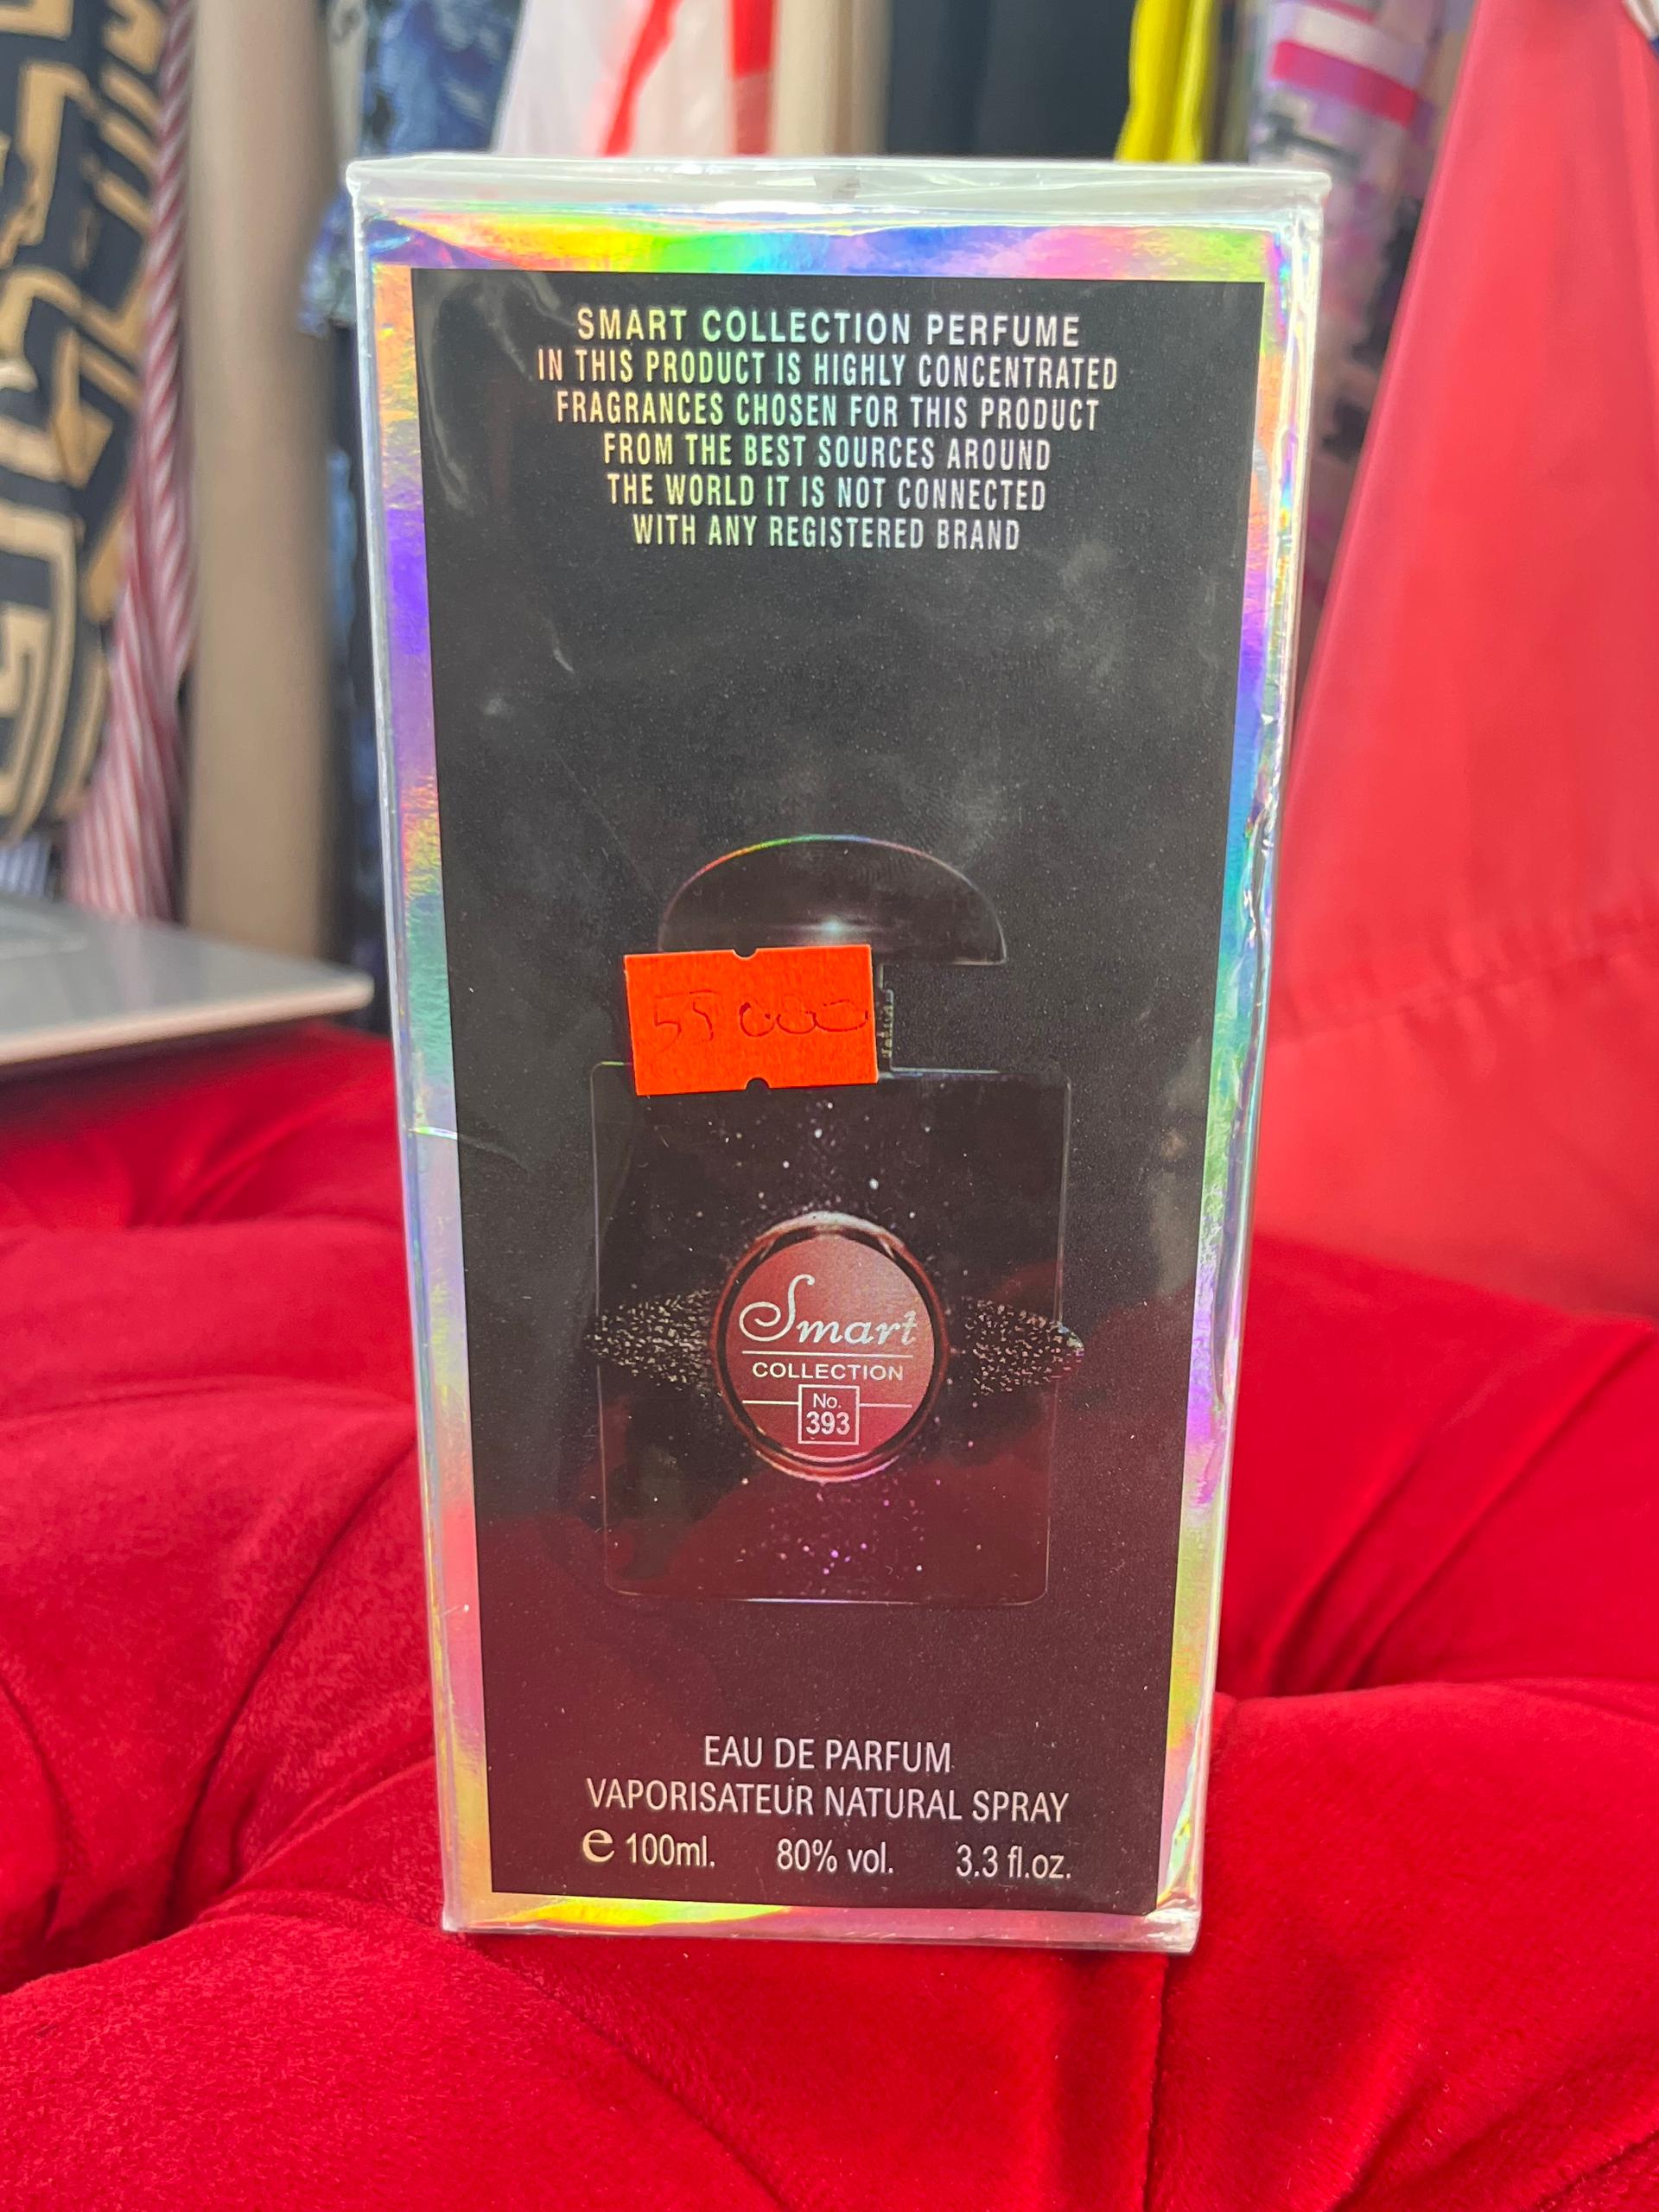 SMART COLLECTION PERFUME
IN THIS PRODUCT IS HIGHLY CONCENTRATED
FRAGRANCES CHOSEN FOR THIS PRODUCT
FROM THE BEST SOURCES AROUND
THE WORLD IT IS NOT CONNECTED
WITH ANY REGISTERED BRAND
55000
Smart
COLLECTION
No.
393
EAU DE PARFUM
VAPORISATEUR NATURAL SPRAY
e 100ml. 80% vol. 3.3 fl.oz.